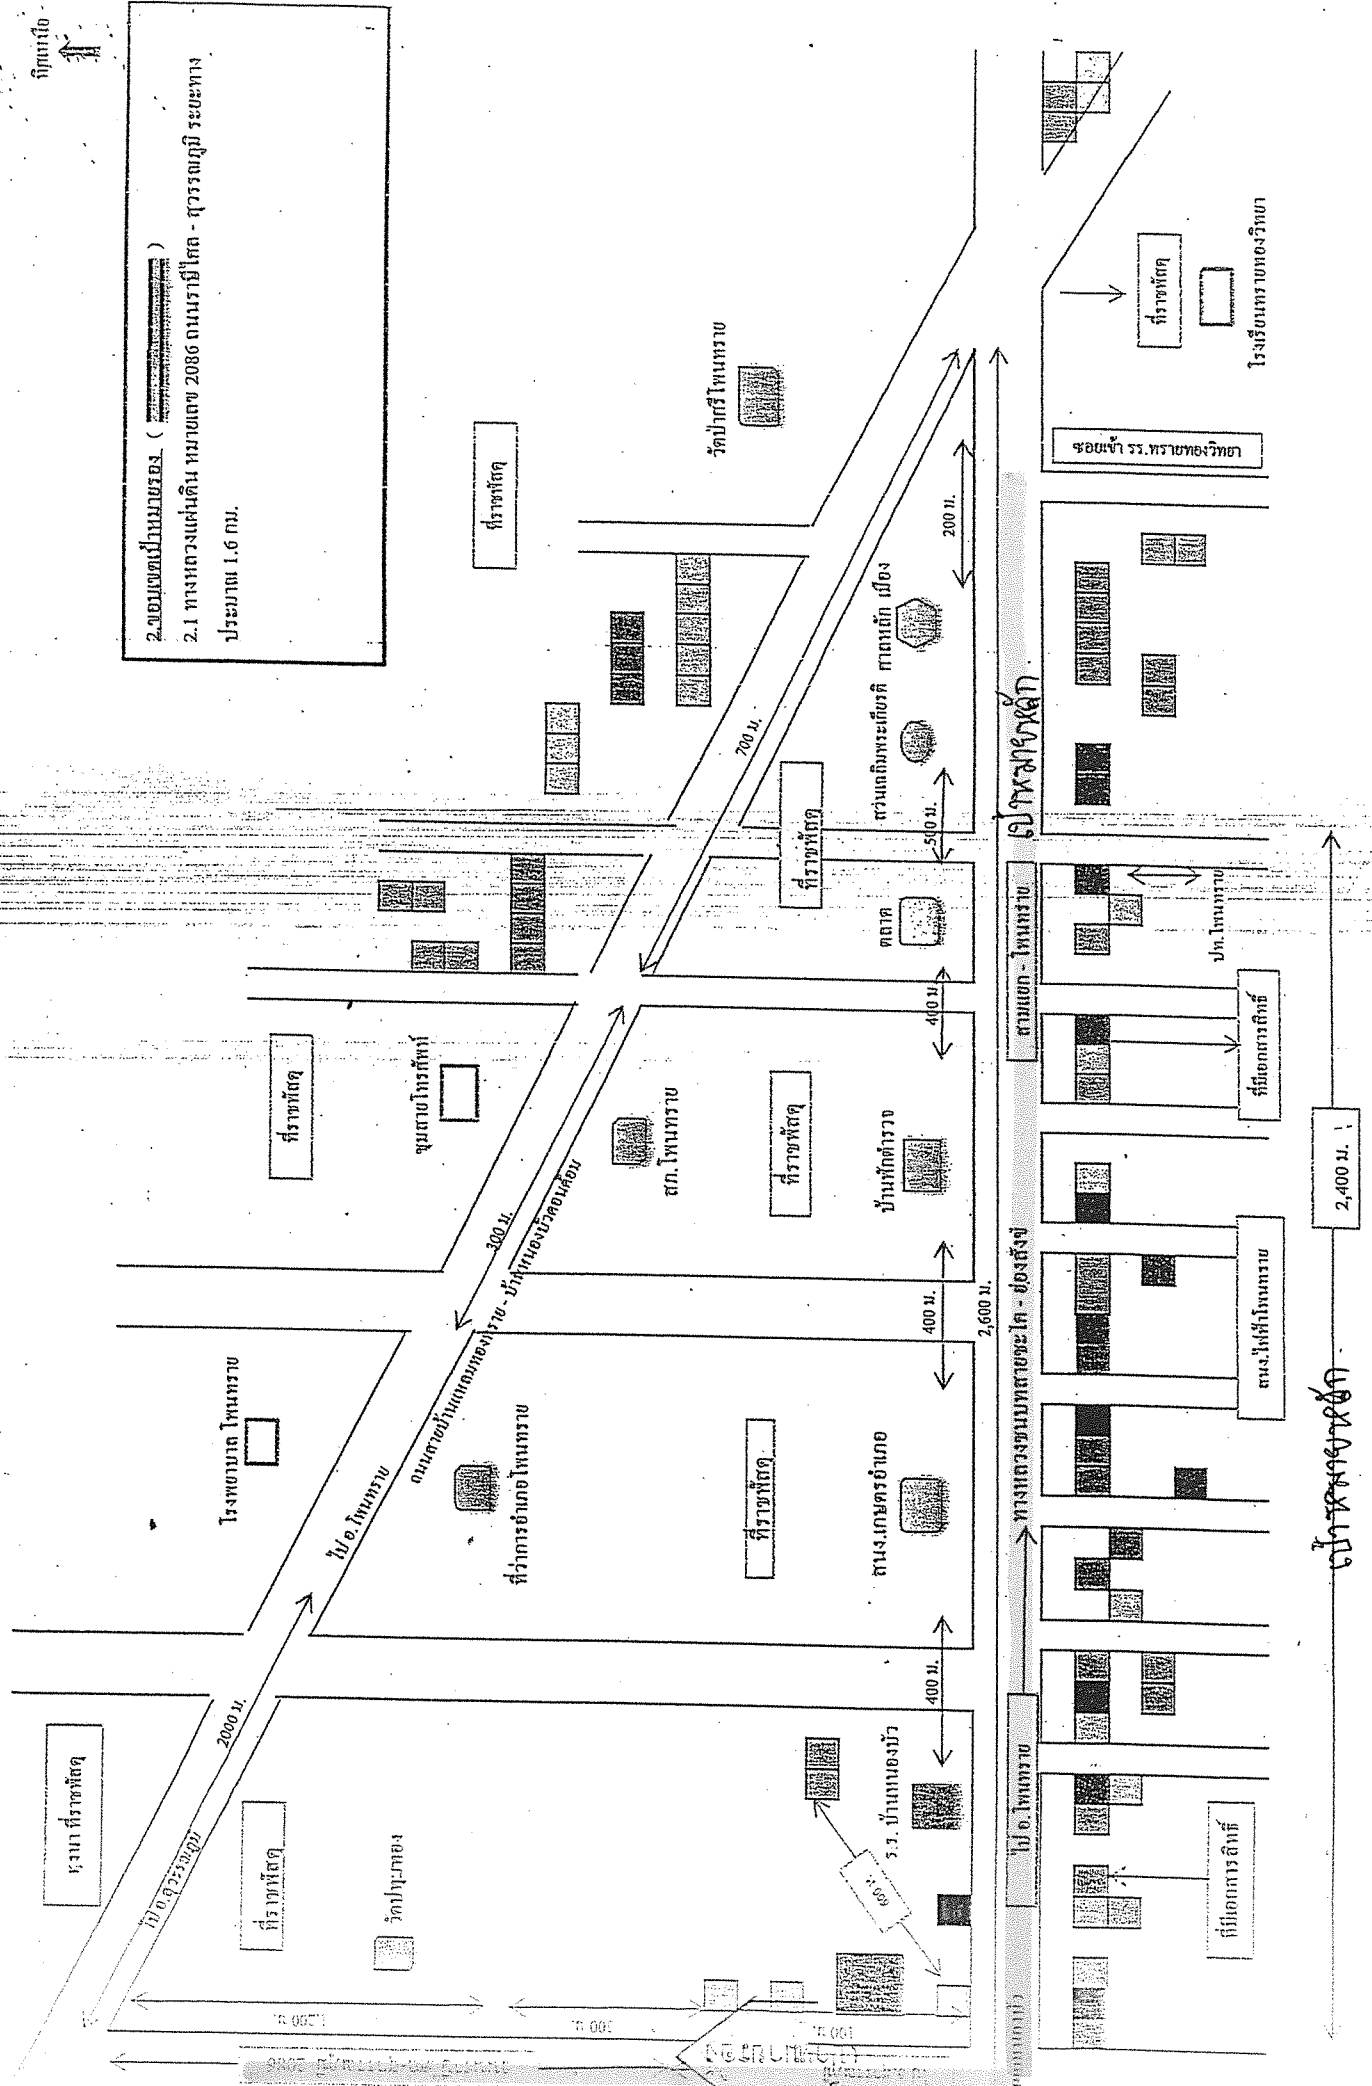 ทิศเหนือ
2.ขอบเขตเป้าหมายรอง (
)
2.1 ทางหลวงแผ่นดิน หมายเลข 2086 ถนนราษีไศล - สุวรรณภูมิ ระยะทาง
ประมาณ 1.6 กม.
ที่ราชพัสดุ
วัดป่าศรีโพนทราย
ที่ราชพัสดุ
โรงเรียนทรายทองวิทยา
ซอยเข้า รร.ทรายทองวิทยา
200 ม.
ศาลหลัก เมือง
สวนเฉลิมพระเกียรติ
700 ม.
ที่ราชพัสดุ
500 ม.
เป้าหมายหลัก
ตลาด
สามแยก - โพนทราย
ปท.โพนทราย
ที่มีเอกสารสิทธิ์
400 ม.
ที่ราชพัสดุ
ชุมสายโทรศัพท์
สภ.โพนทราย
ที่ราชพัสดุ
บ้านพักตำรวจ
300 ม.
ถนนสายบ้านแหลมทองทราย - บ้านหนองบัวดอนต้อม
400 ม.
2,600 ม.
ทางหลวงชนบทสายชะโด - ย่องสังข์
สนง.ไฟฟ้าโพนทราย
2,400 ม.
โรงพยาบาล โพนทราย
ไป อ.โพนทราย
ที่ว่าการอำเภอโพนทราย
ที่ราชพัสดุ
สนง.เกษตรอำเภอ
เป้าหมายหลัก
400 ม.
ที่ราชพัสดุ
2000 ม.
ไป อ.สุวรรณภูมิ
ที่ราชพัสดุ
ร.ร. บ้านหนองบัว
600 ม.
ไป อ.โพนทราย
ที่มีเอกสารสิทธิ์
1,200 ม.
300 ม.
100 ม.
เป้าหมายรอง